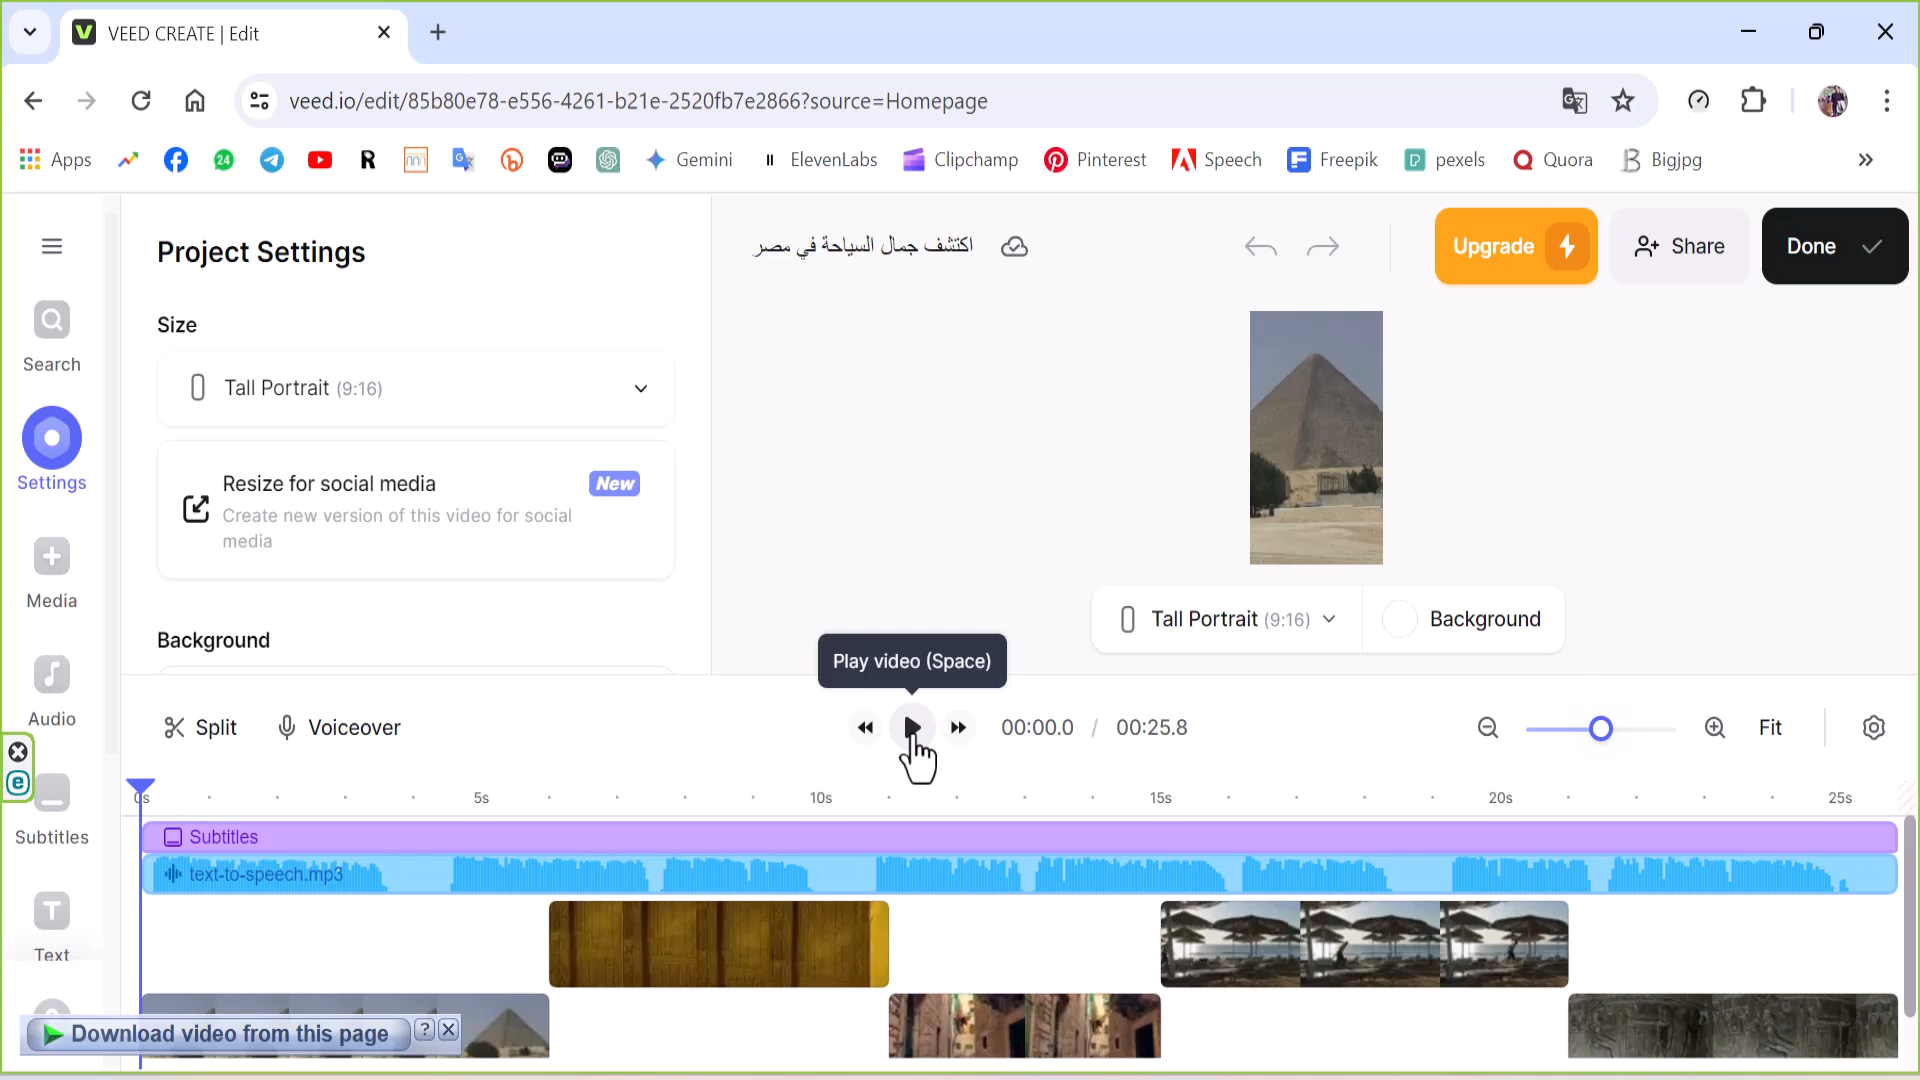 VEED CREATE | Edit
veed.io/edit/85b80e78-e556-4261-b21e-2520fb7e2866?source=Homepage
Apps
24
R
Gemini
ElevenLabs
Clipchamp
Pinterest
Speech
Freepik
pexels
Quora
Bigjpg
Project Settings
اكتشف جمال السياحة في مصر
Upgrade
Share
Done
Search
Size
Tall Portrait (9:16)
Settings
Resize for social media
New
Create new version of this video for social
media
Media
Background
Tall Portrait (9:16)
Background
Play video (Space)
Audio
Split
Voiceover
00:00.0 / 00:25.8
Fit
0s
5s
10s
15s
20s
25s
Subtitles
Subtitles
text-to-speech.mp3
Text
Download video from this page
?